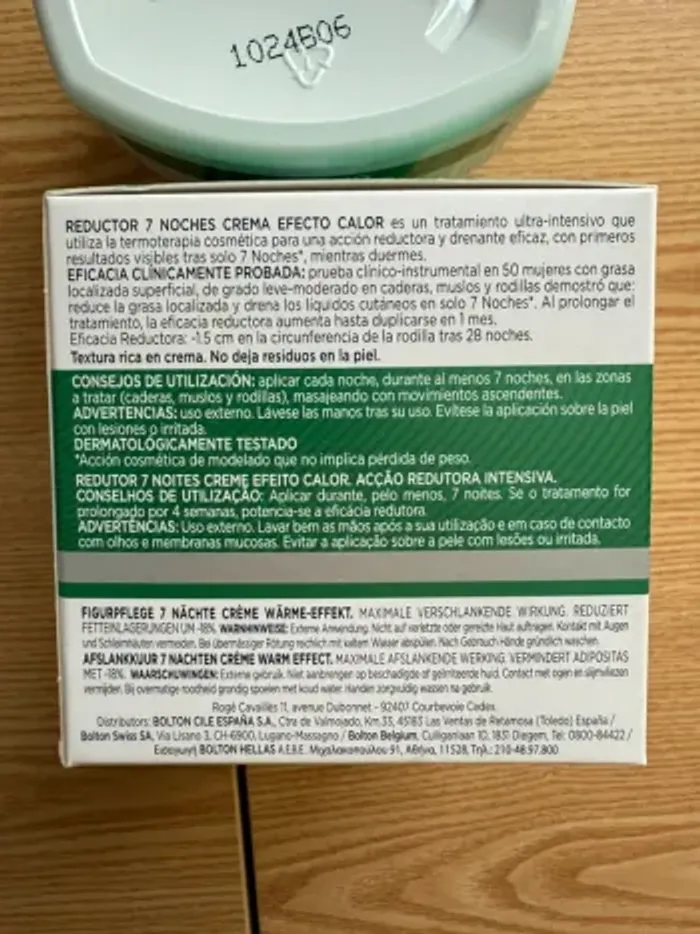 1024B06
REDUCTOR 7 NOCHES CREMA EFECTO CALOR es un tratamiento ultra-intensivo que
utiliza la termoterapia cosmética para una acción reductora y drenante eficaz, con primeros
resultados visibles tras solo 7 Noches*, mientras duermes.
EFICACIA CLÍNICAMENTE PROBADA: prueba clínico-instrumental en 50 mujeres con grasa
localizada superficial, de grado leve-moderado en caderas, muslos y rodillas demostró que:
reduce la grasa localizada y drena los líquidos cutáneos en solo 7 Noches*. Al prolongar el
tratamiento, la eficacia reductora aumenta hasta duplicarse en 1 mes.
Eficacia Reductora: -1.5 cm en la circunferencia de la rodilla tras 28 noches.
Textura rica en crema. No deja residuos en la piel.
CONSEJOS DE UTILIZACIÓN: aplicar cada noche, durante al menos 7 noches, en las zonas
a tratar (caderas, muslos y rodillas), masajeando con movimientos ascendentes.
ADVERTENCIAS: uso externo. Lávese las manos tras su uso. Evítese la aplicación sobre la piel
con lesiones o irritada.
DERMATOLÓGICAMENTE TESTADO
*Acción cosmética de modelado que no implica pérdida de peso.
REDUTOR 7 NOITES CREME EFEITO CALOR. ACÇÃO REDUTORA INTENSIVA.
CONSELHOS DE UTILIZAÇÃO: Aplicar durante, pelo menos, 7 noites. Se o tratamento for
prolongado por 4 semanas, potencia-se a eficácia redutora.
ADVERTÊNCIAS: Uso externo. Lavar bem as mãos após a sua utilização e em caso de contacto
com olhos e membranas mucosas. Evitar a aplicação sobre a pele com lesões ou irritada.
FIGURPFLEGE 7 NÄCHTE CRÈME WÄRME-EFFEKT. MAXIMALE VERSCHLANKENDE WIRKUNG. REDUZIERT
FETTEINLAGERUNGEN UM -18%. WARNHINWEISE: Externe Anwendung. Nicht auf verletzte oder gereizte Haut auftragen. Kontakt mit Augen
und Schleimhäuten vermeiden. Bei übermässiger Rötung reichlich mit kaltem Wasser abspülen. Nach Gebrauch Hände gründlich waschen.
AFSLANKKUUR 7 NACHTEN CRÈME WARM EFFECT. MAXIMALE AFSLANKENDE WERKING. VERMINDERT ADIPOSITAS
MET -18%. WAARSCHUWINGEN: Externe gebruik. Niet aanbrengen op beschadigde of geïrriteerde huid. Contact met ogen en slijmvliezen
vermijden. Bij overmatige roodheid grondig spoelen met koud water. Handen zorgvuldig wassen na gebruik.
Rogé Cavaillès 11, avenue Dubonnet - 92407 Courbevoie Cedex.
Distributors: BOLTON CILE ESPAÑA S.A., Ctra de Valmojado, Km.33, 45183 Las Ventas de Retamosa (Toledo) España /
Bolton Swiss SA, Via Lisano 3, CH-6900, Lugano-Massagno / Bolton Belgium, Culliganlaan 1D, 1831 Diegem, Tel: 0800-84422 /
Εισαγωγή BOLTON HELLAS A.E.B.E. Μιχαλακοπούλου 91, Αθήνα, 11528, Τηλ.: 210-48.97.800